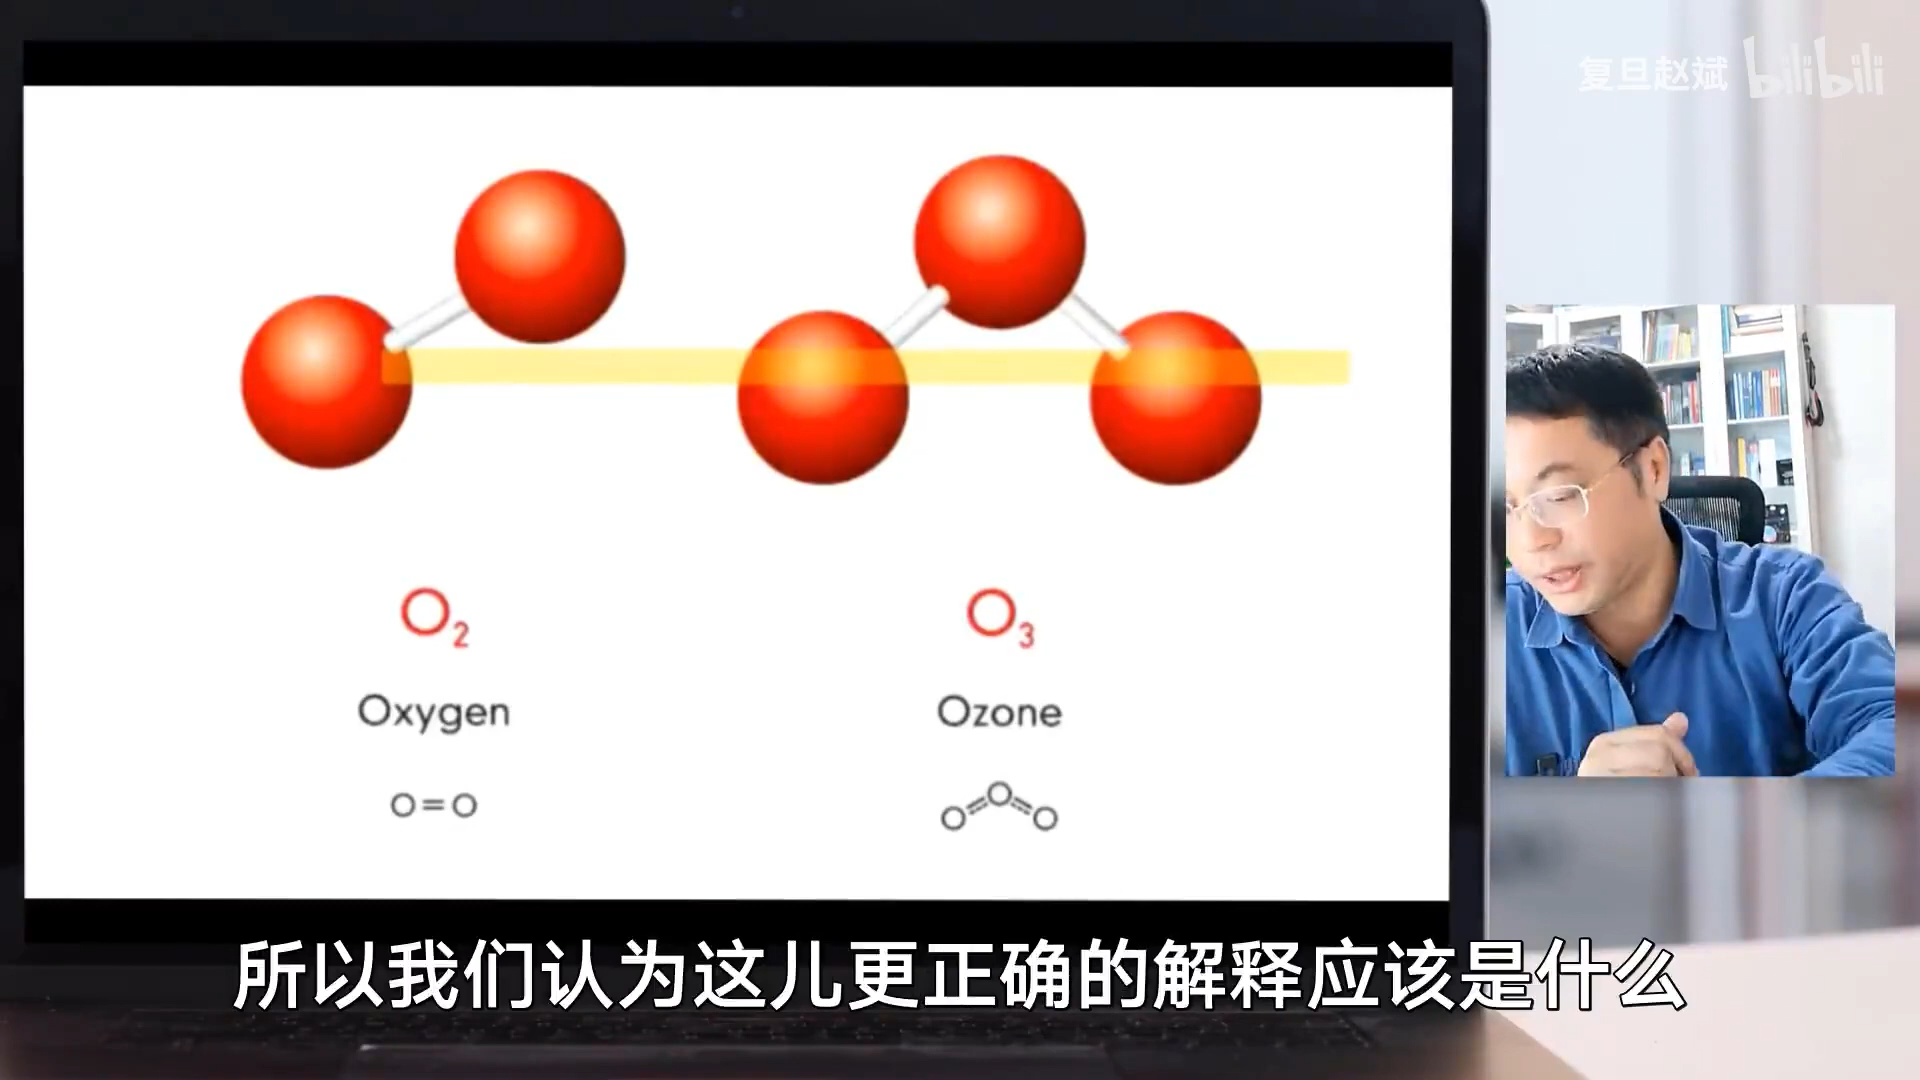 复旦赵斌 bilibili
O₂
O₃
Oxygen
Ozone
O=O
O O O
所以我们认为这儿更正确的解释应该是什么